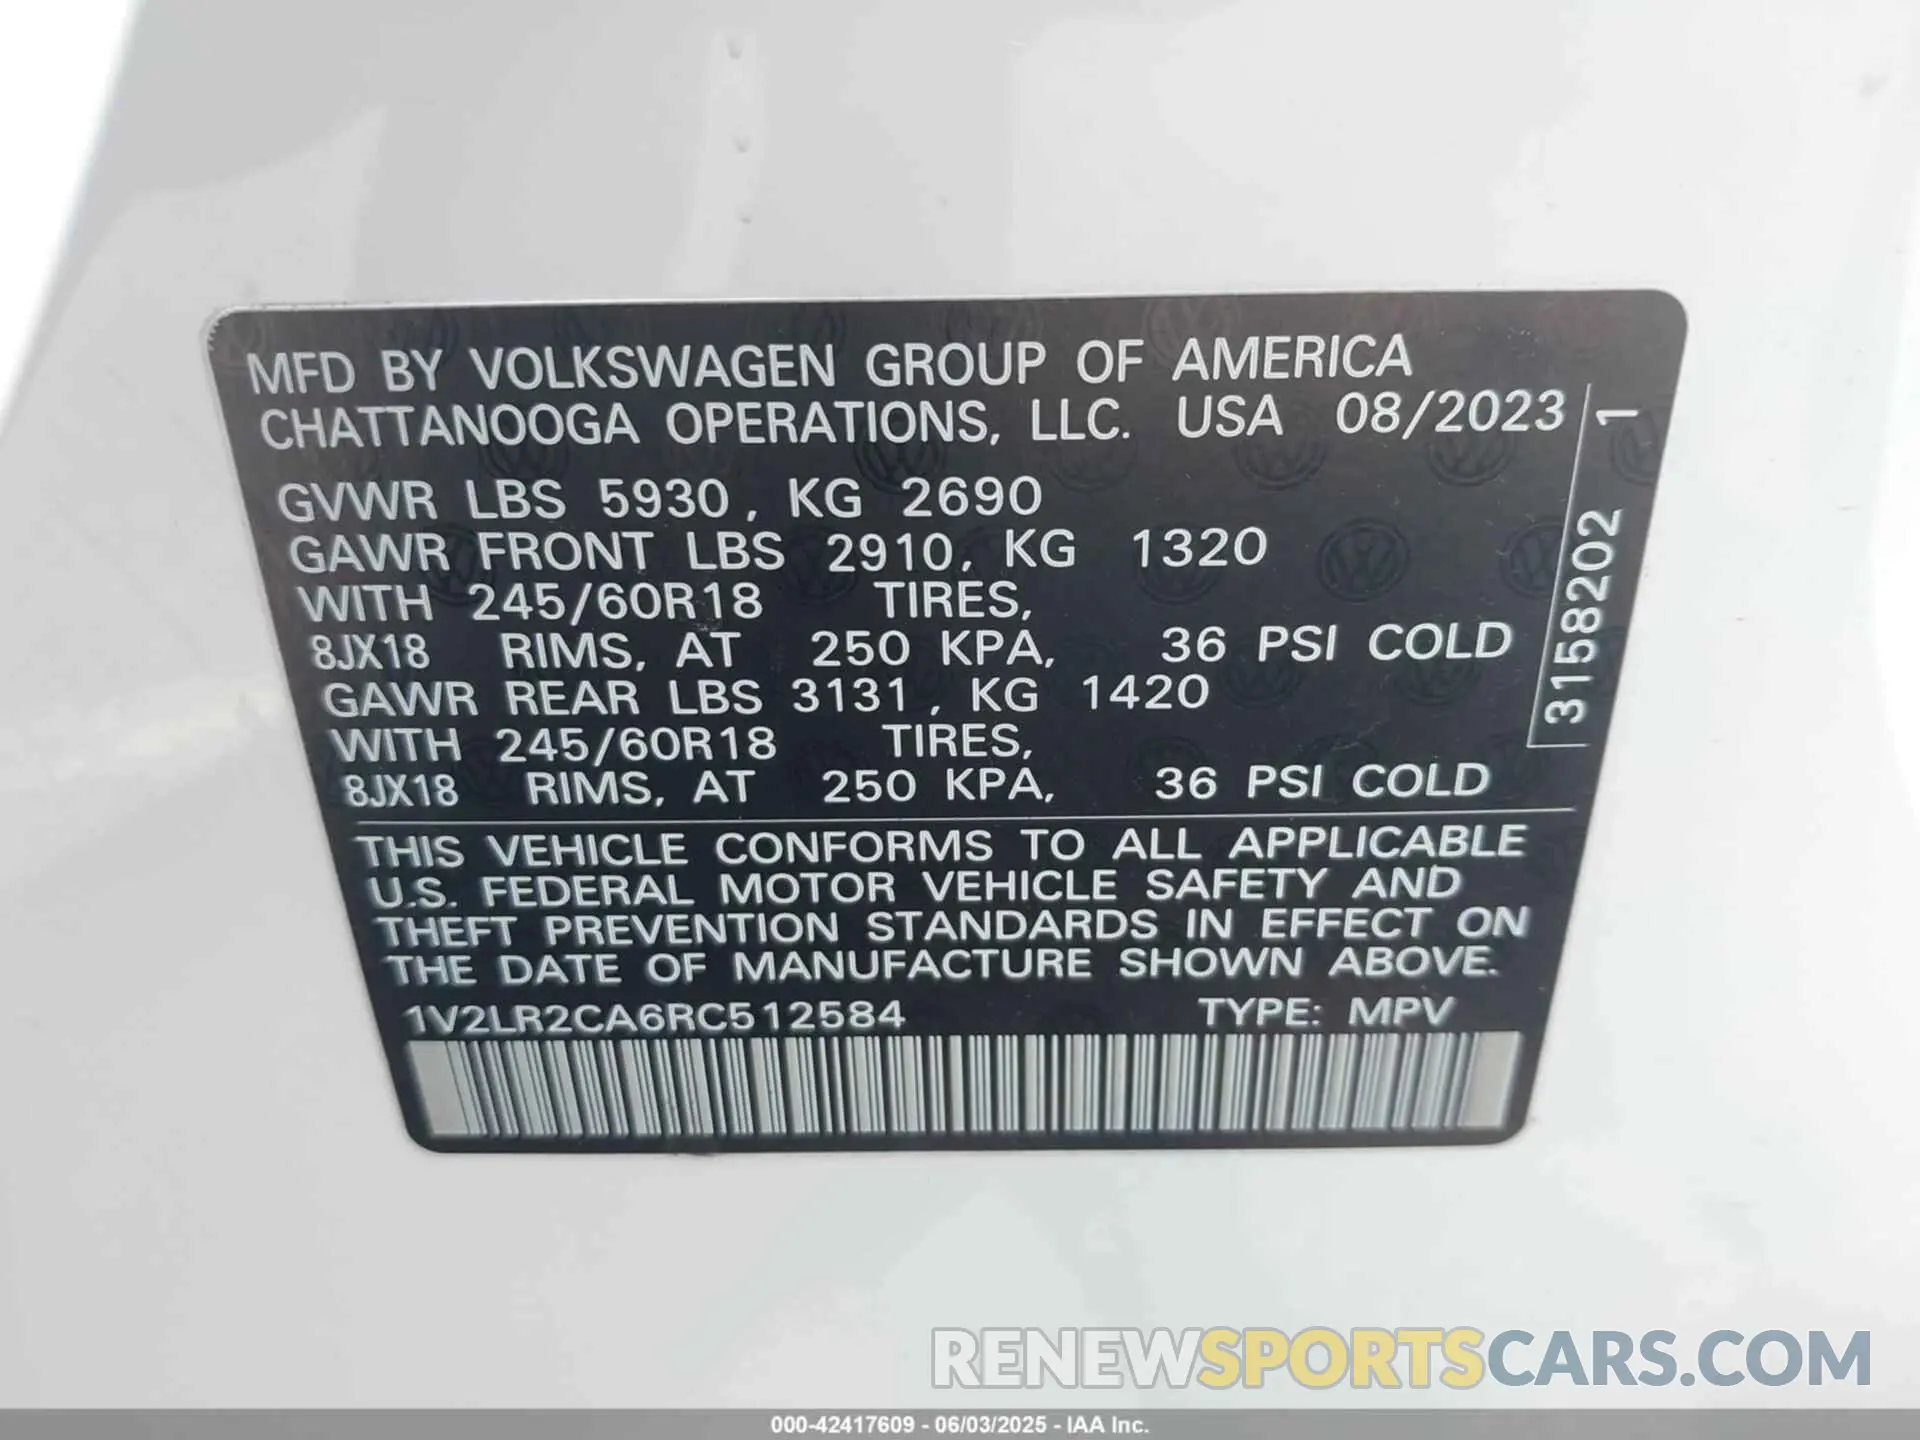 MFD BY VOLKSWAGEN GROUP OF AMERICA
CHATTANOOGA OPERATIONS, LLC. USA 08/2023
GVWR LBS 5930, KG 2690
GAWR FRONT LBS 2910, KG 1320
WITH 245/60R18 TIRES,
8JX18 RIMS, AT 250 KPA, 36 PSI COLD
GAWR REAR LBS 3131, KG 1420
WITH 245/60R18 TIRES,
8JX18 RIMS, AT 250 KPA, 36 PSI COLD
3158202 1
THIS VEHICLE CONFORMS TO ALL APPLICABLE
U.S. FEDERAL MOTOR VEHICLE SAFETY AND
THEFT PREVENTION STANDARDS IN EFFECT ON
THE DATE OF MANUFACTURE SHOWN ABOVE.
1V2LR2CA6RC512584 TYPE: MPV
RENEWSPORTSCARS.COM
000-42417609 - 06/03/2025 - IAA Inc.